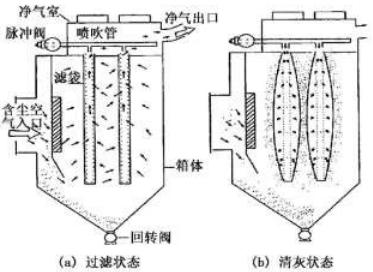 净气室
净气出口
脉冲阀
喷吹管
滤袋
含尘空
气入口
箱体
回转阀
(a) 过滤状态
(b) 清灰状态